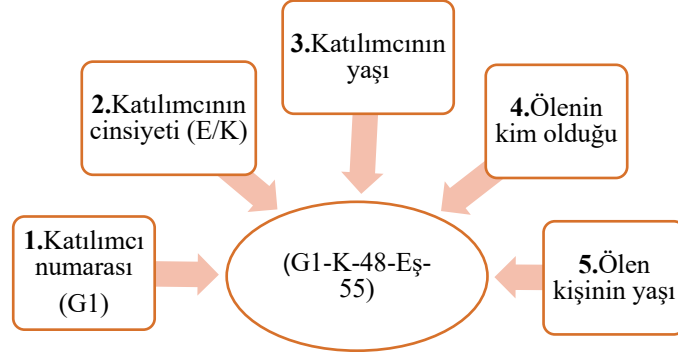 1.Katılımcı
numarası
(G1)
2.Katılımcının
cinsiyeti (E/K)
3.Katılımcının
yaşı
4.Ölenin
kim olduğu
5.Ölen
kişinin yaşı
(G1-K-48-Eş-
55)